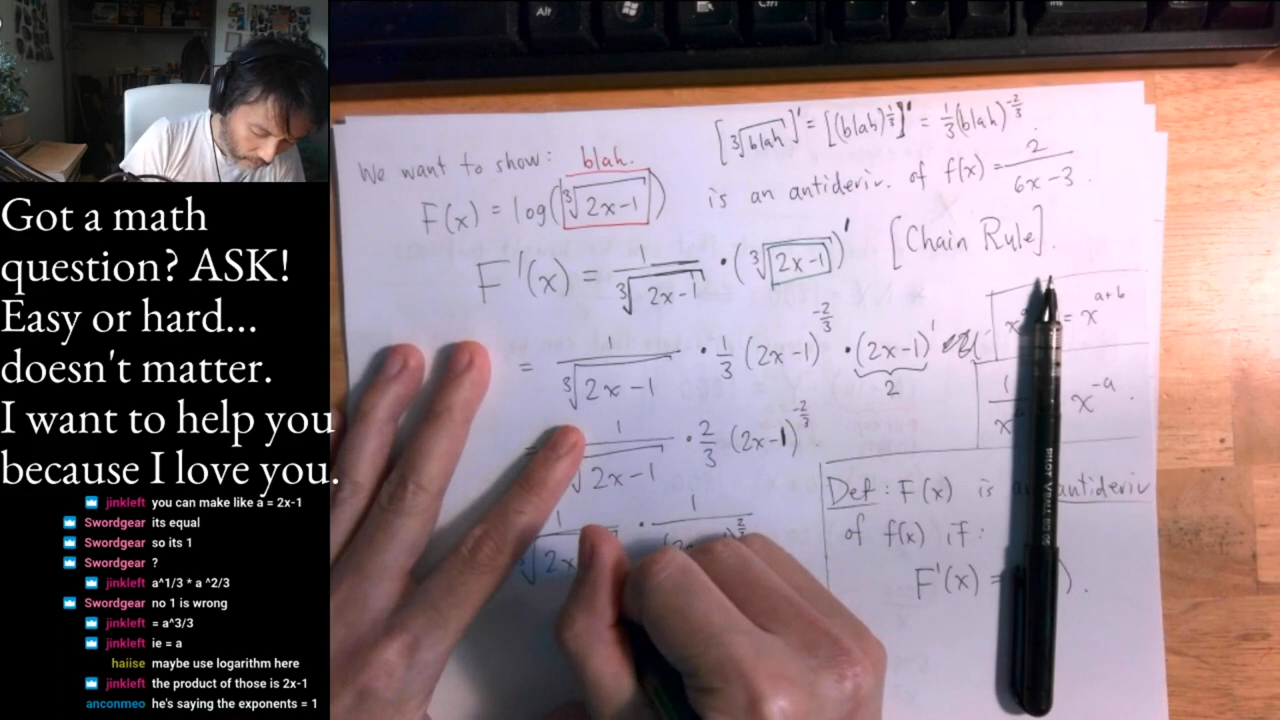 Got a math
question? ASK!
Easy or hard...
doesn't matter.
I want to help you
because I love you.
jinkleft you can make like a = 2x-1
Swordgear its equal
Swordgear so its 1
Swordgear ?
jinkleft a^1/3 * a ^2/3
Swordgear no 1 is wrong
jinkleft = a^3/3
jinkleft ie = a
haiise maybe use logarithm here
jinkleft the product of those is 2x-1
anconmeo he's saying the exponents = 1
Alt
Ctrl
[∛blah]' = [(blah)^(1/3)]' = 1/3 (blah)^(-2/3)
We want to show: blah.
F(x) = log(∛(2x-1)) is an antideriv. of f(x) = 2/(6x-3).
F'(x) = 1/∛(2x-1) • (∛(2x-1))' [Chain Rule].
= 1/∛(2x-1) • 1/3 (2x-1)^(-2/3) • (2x-1)'
2
= x^(a+b)
1/x x^(-a).
1/√(2x-1) • 2/3 (2x-1)^(-2/3)
Def: F(x) is antideriv
of f(x) if:
F'(x) =